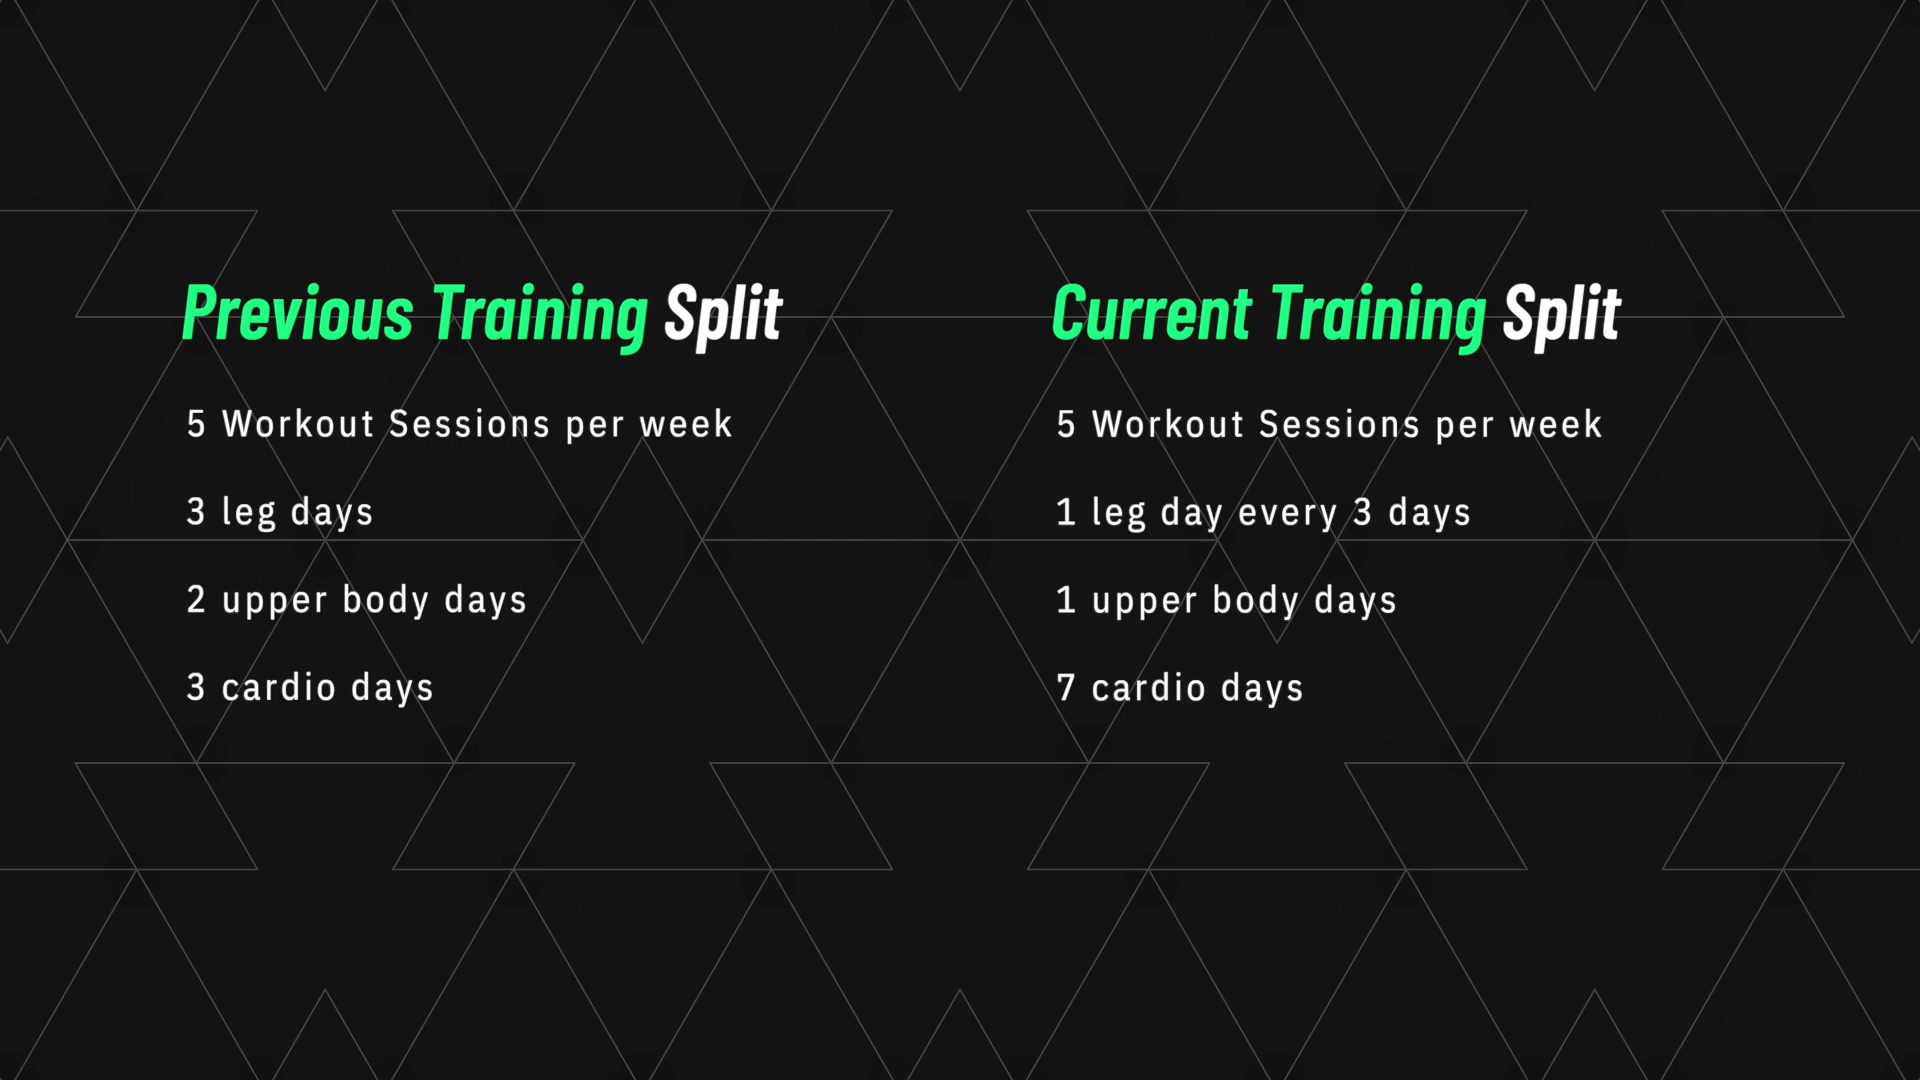 Previous Training Split
5 Workout Sessions per week
3 leg days
2 upper body days
3 cardio days
Current Training Split
5 Workout Sessions per week
1 leg day every 3 days
1 upper body days
7 cardio days